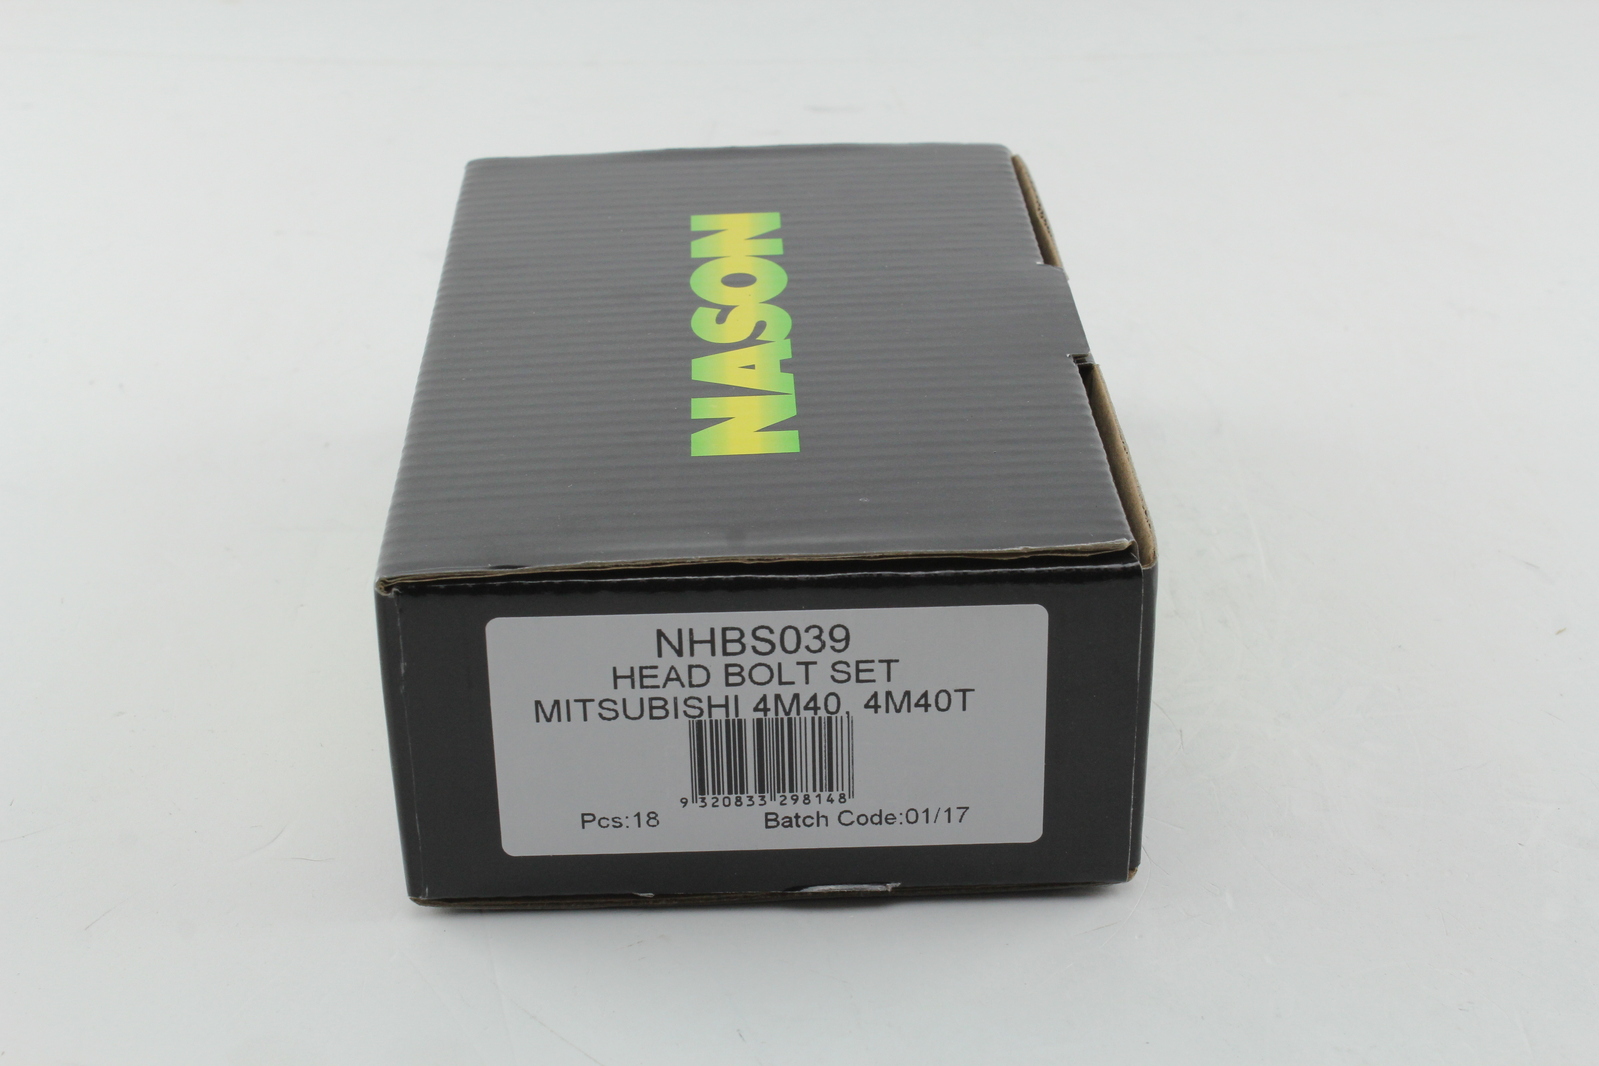 NASON
NHBS039
HEAD BOLT SET
MITSUBISHI 4M40, 4M40T
9 320833 298148
Pcs:18 Batch Code:01/17